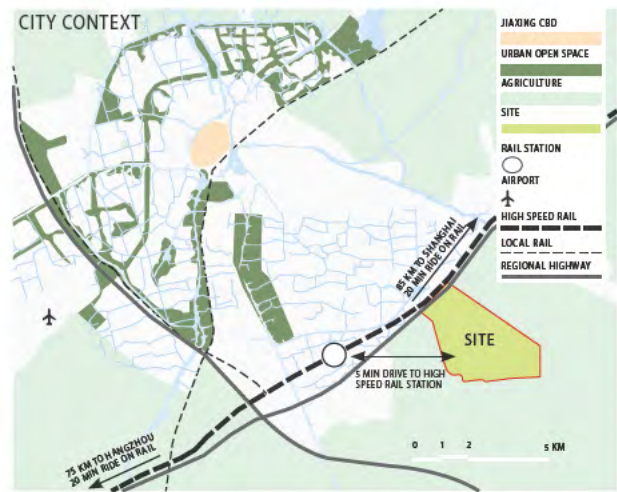 CITY CONTEXT
JIAXING CBD
URBAN OPEN SPACE
AGRICULTURE
SITE
RAIL STATION
AIRPORT
HIGH SPEED RAIL
LOCAL RAIL
REGIONAL HIGHWAY
85 KM TO SHANGHAI
20 MIN RIDE ON RAIL
SITE
5 MIN DRIVE TO HIGH
SPEED RAIL STATION
75 KM TO HANGZHOU
20 MIN RIDE ON RAIL
0 1 2 5 KM